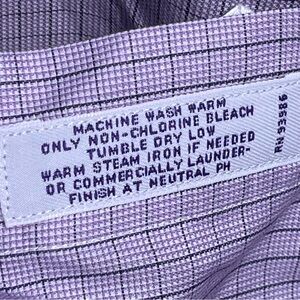 MACHINE WASH WARM
ONLY NON-CHLORINE BLEACH
TUMBLE DRY LOW
WARM STEAM IRON IF NEEDED
OR COMMERCIALLY LAUNDER-
FINISH AT NEUTRAL PH
RN 99986